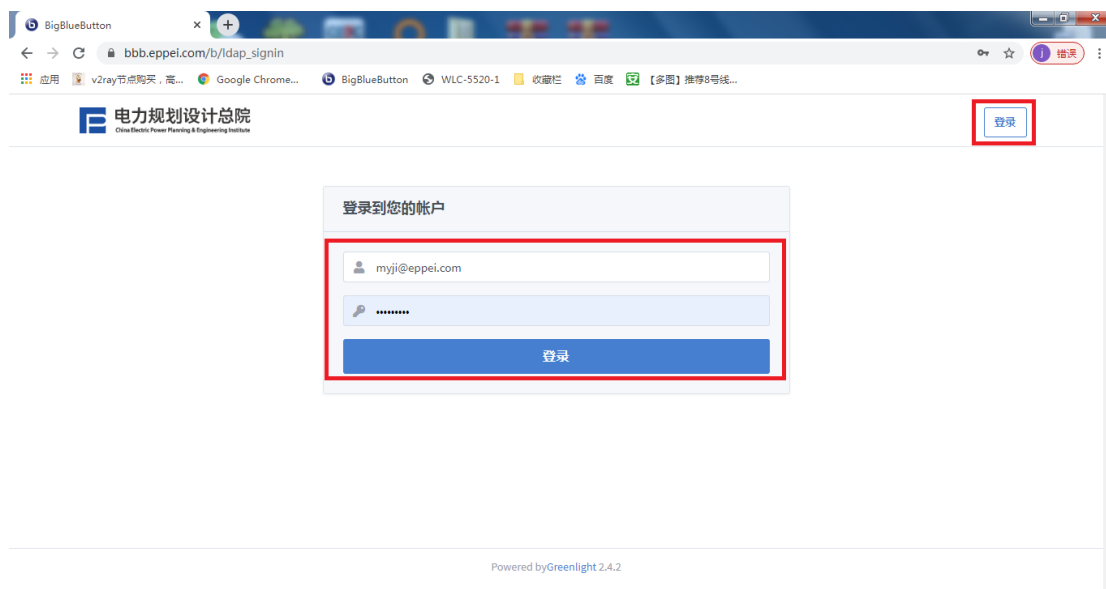 BigBlueButton
bbb.eppei.com/b/ldap_signin
错误
应用 v2ray节点购买，高... Google Chrome... BigBlueButton WLC-5520-1 收藏栏 百度 【多图】推荐8号线...
电力规划设计总院
China Electric Power Planning & Engineering Institute
登录
登录到您的帐户
myji@eppei.com
•••••••••
登录
Powered byGreenlight 2.4.2